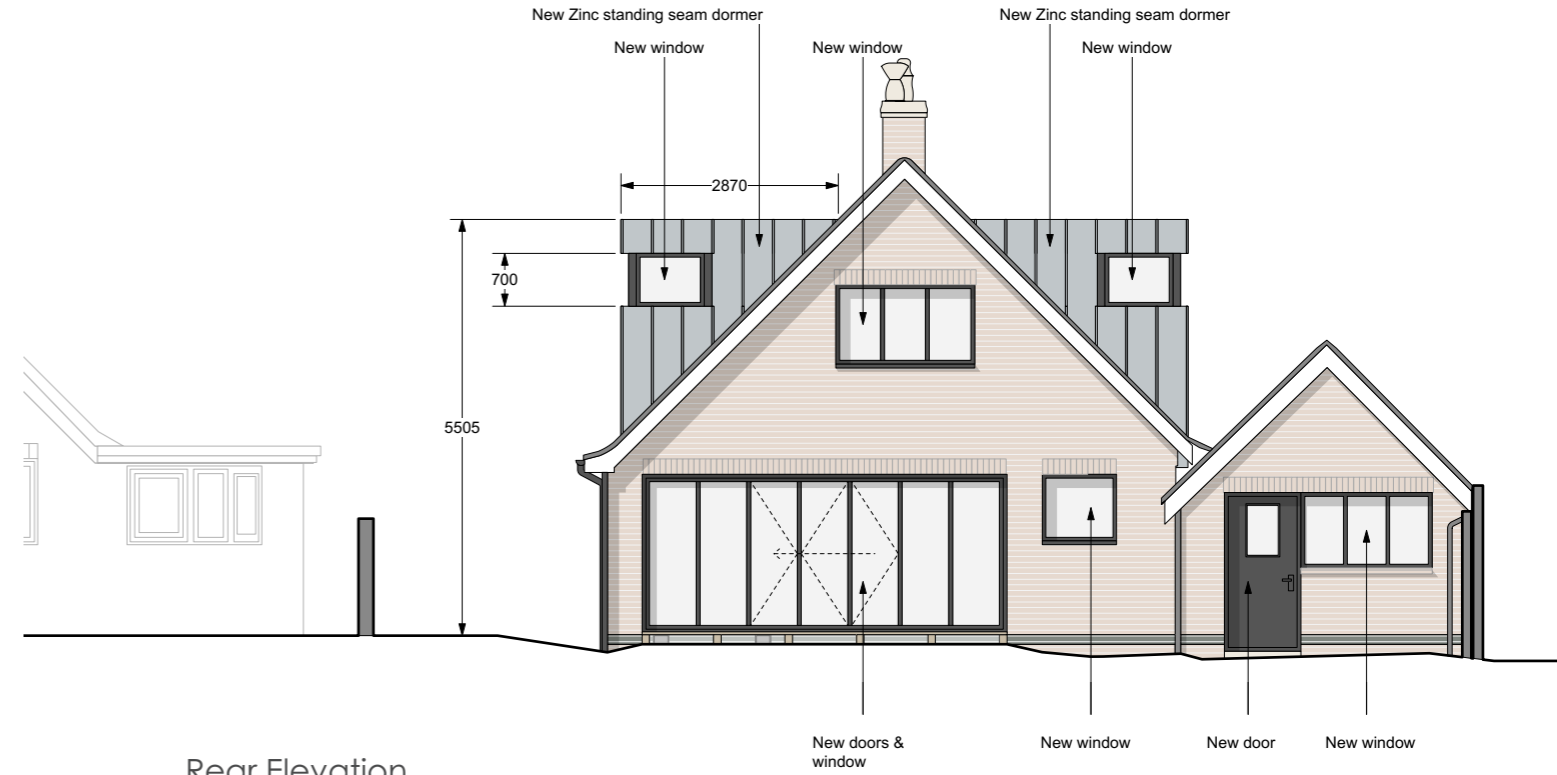 New Zinc standing seam dormer
New Zinc standing seam dormer
New window
New window
New window
2870
700
5505
New doors &
window
New window
New door
New window
Rear Elevation